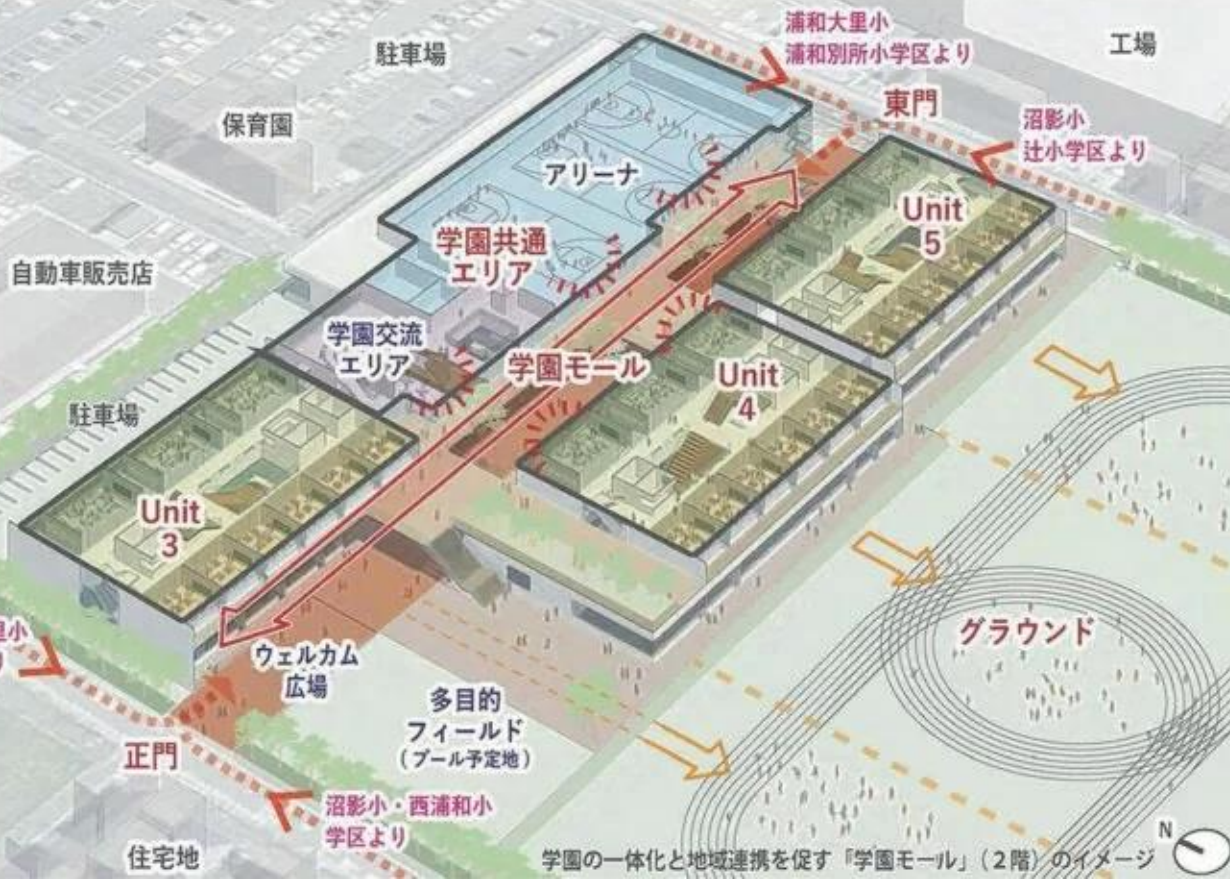 浦和大里小
浦和別所小学区より
駐車場
工場
東門
保育園
沼影小
辻小学区より
アリーナ
Unit
5
学園共通
エリア
自動車販売店
学園交流
エリア
学園モール
Unit
4
駐車場
Unit
3
グラウンド
ウェルカム
広場
多目的
フィールド
(プール予定地)
正門
沼影小・西浦和小
学区より
住宅地
学園の一体化と地域連携を促す「学園モール」(2階)のイメージ
N